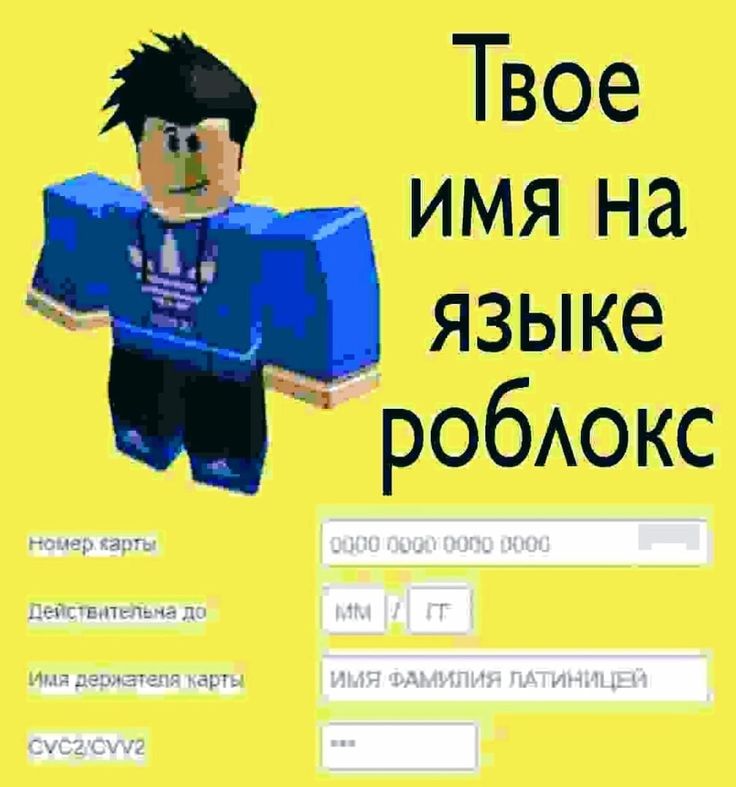 Твое
имя на
языке
роблокс
Номер карты 0000 0000 0000 0000
Действительна до ММ / ГГ
Имя держателя карты ИМЯ ФАМИЛИЯ ЛАТИНИЦЕЙ
CVC2/CVV2 ***